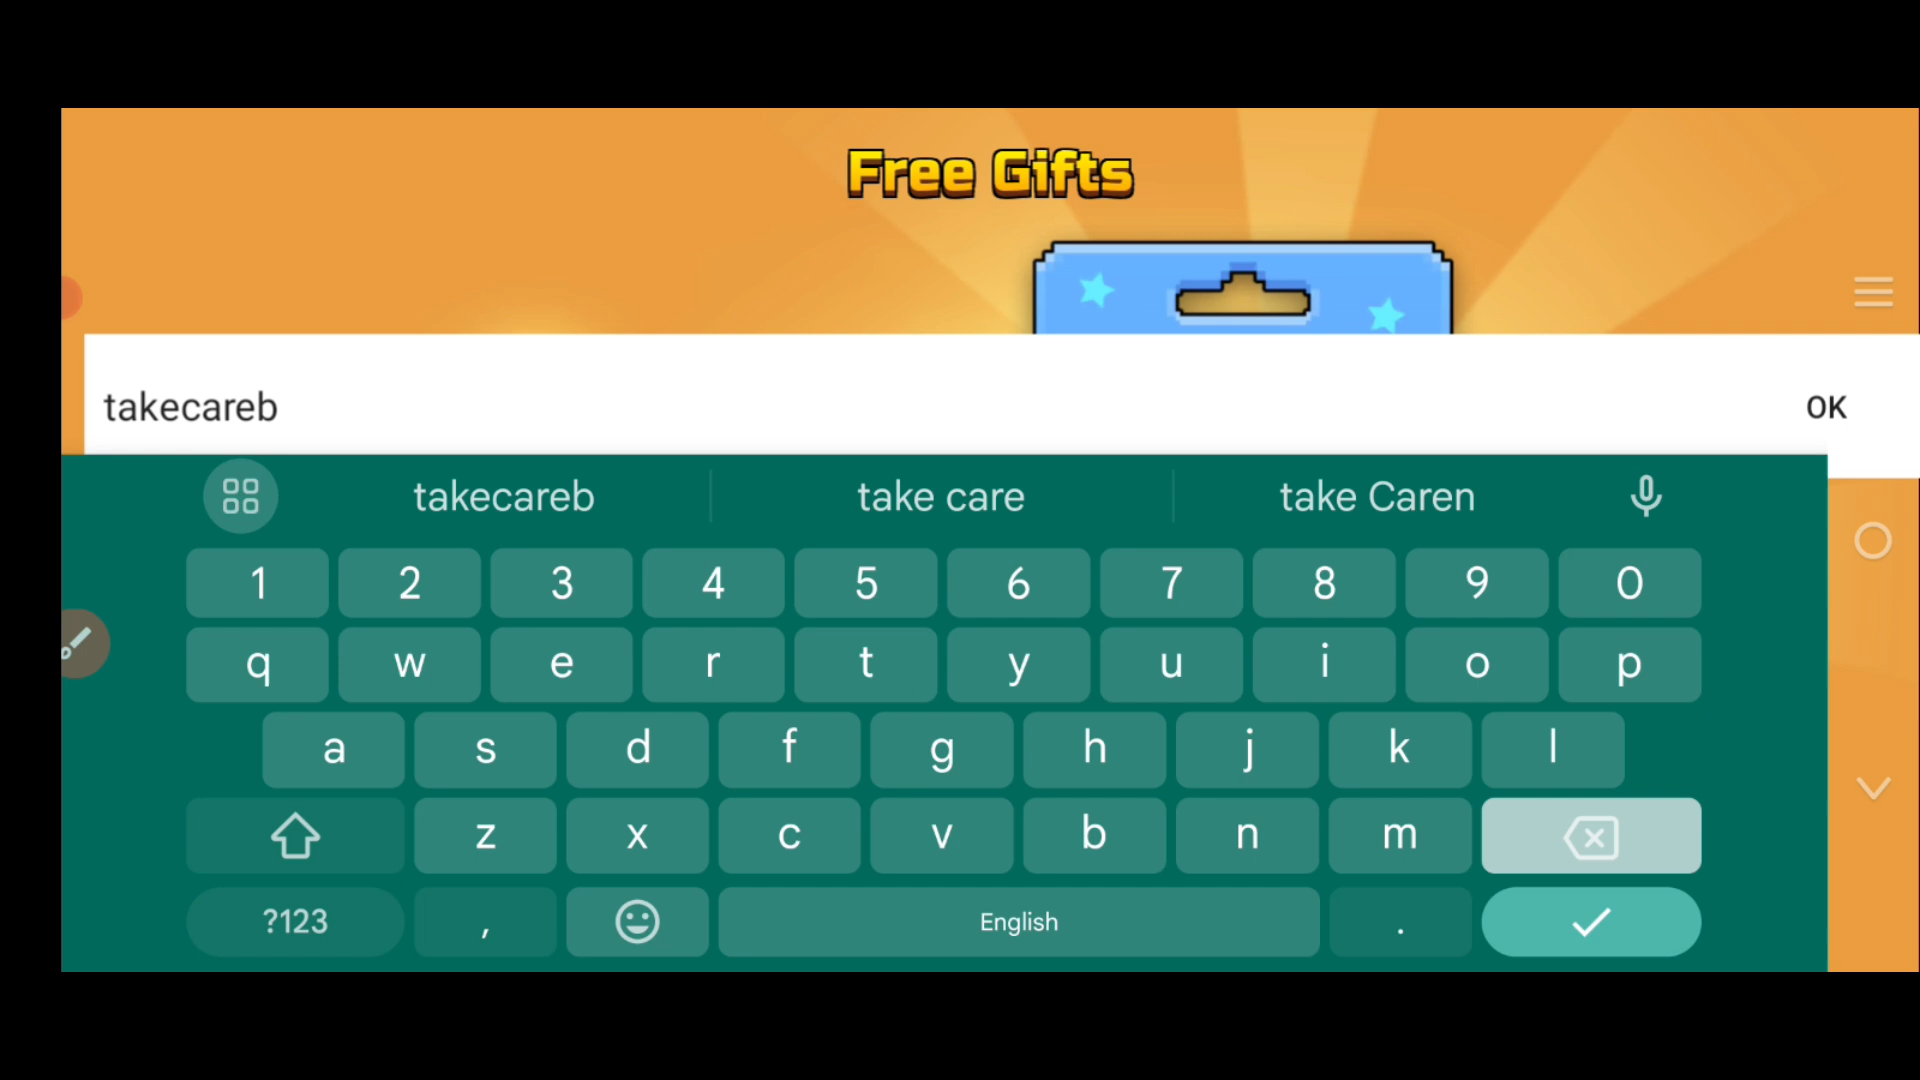 Free Gifts
takecareb
OK
takecareb take care take Caren
1 2 3 4 5 6 7 8 9 0
q w e r t y u i o p
a s d f g h j k l
z x c v b n m
?123 , English .